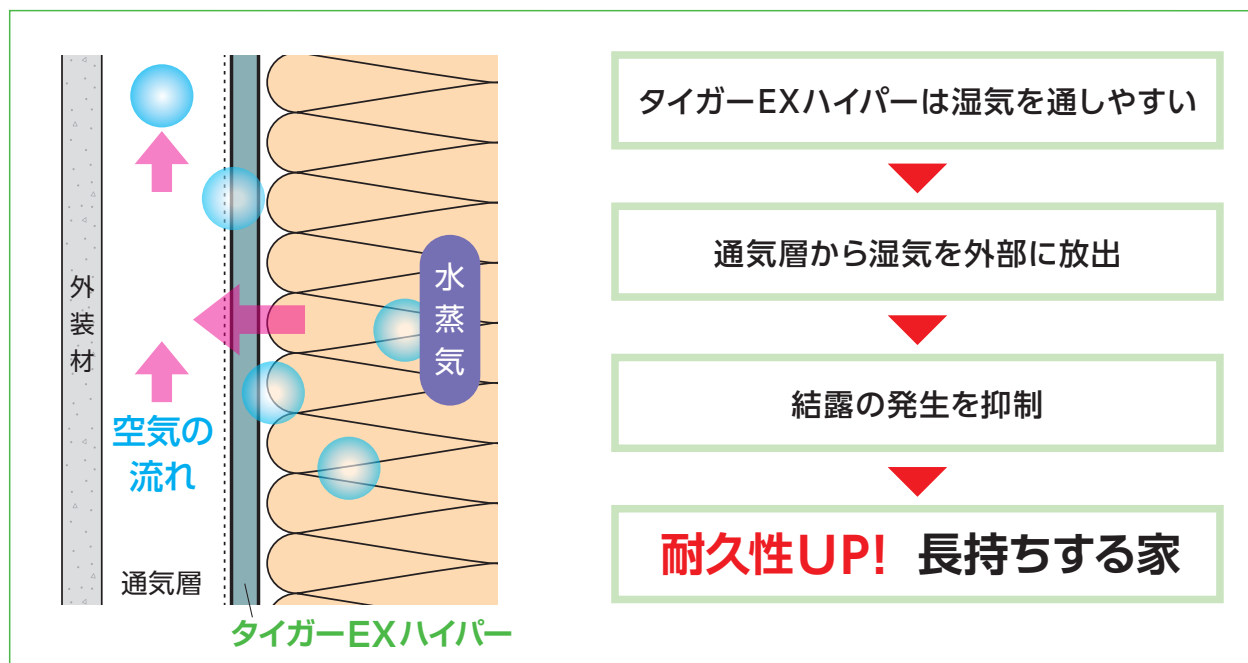 外装材
空気の
流れ
通気層
水蒸気
タイガーEXハイパー
タイガーEXハイパーは湿気を通しやすい
通気層から湿気を外部に放出
結露の発生を抑制
耐久性UP! 長持ちする家